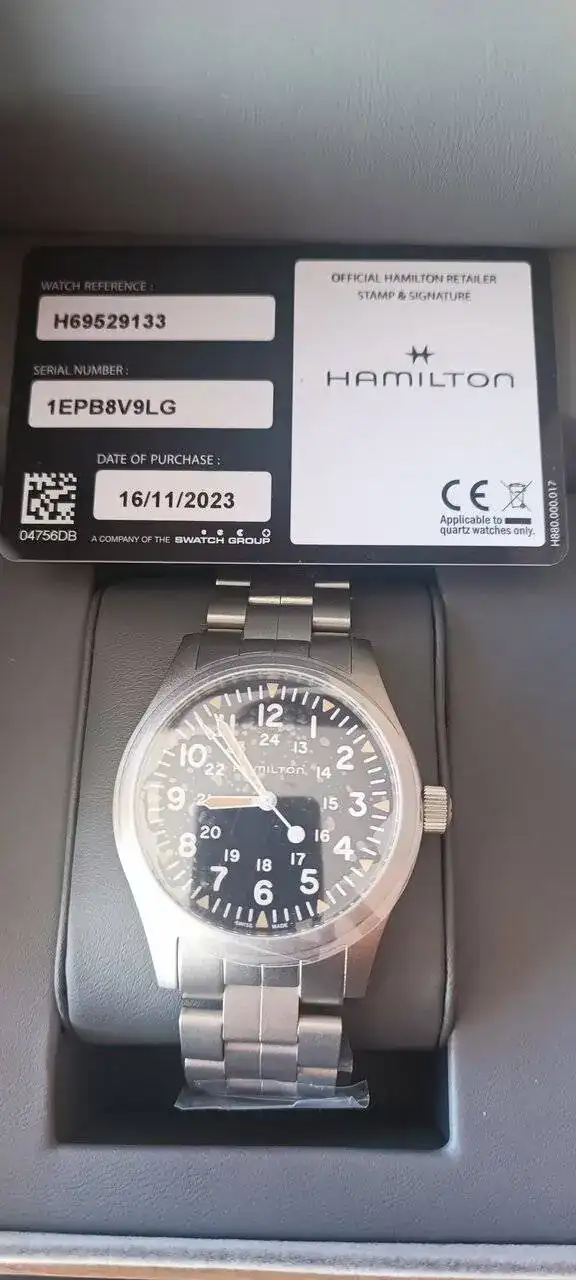 WATCH REFERENCE :
H69529133
SERIAL NUMBER :
1EPB8V9LG
DATE OF PURCHASE :
16/11/2023
04756DB
A COMPANY OF THE SWATCH GROUP
OFFICIAL HAMILTON RETAILER
STAMP & SIGNATURE
HAMILTON
CE
Applicable to
quartz watches only.
H880.000.017
12
11
1
24
13
10
2
22
HAMILTON
14
9
21
15
3
20
16
8
4
19
18
17
7
6
5
SWISS MADE